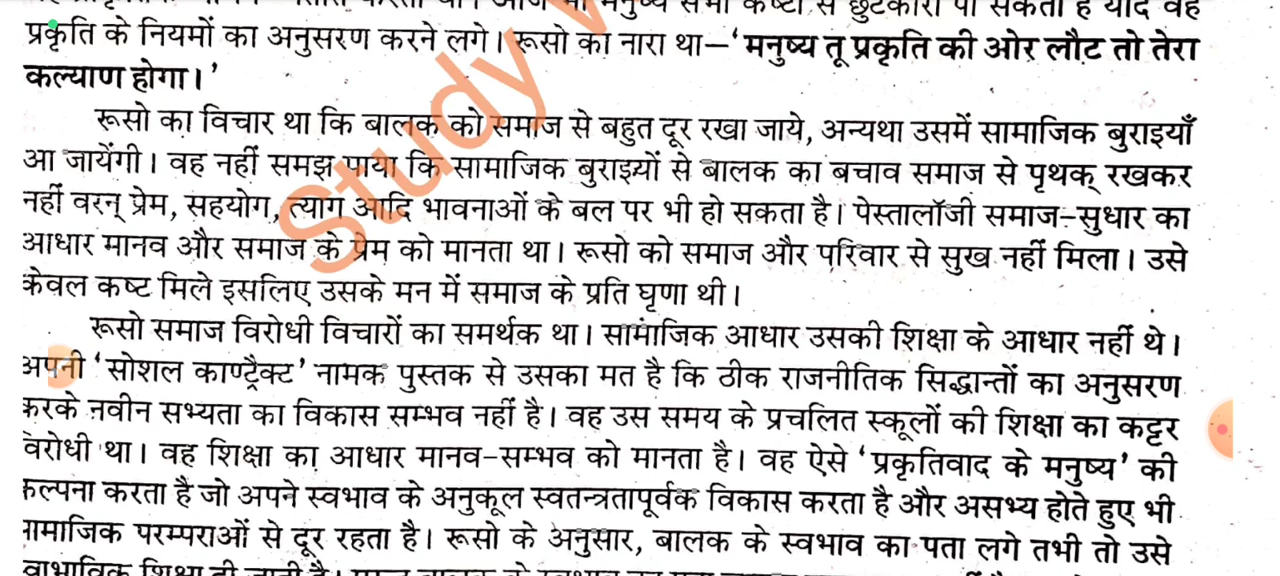 प्रकृति के नियमों का अनुसरण करने लगे। रूसो का नारा था–‘मनुष्य तू प्रकृति की ओर लौट तो तेरा
कल्याण होगा।’
रूसो का विचार था कि बालक को समाज से बहुत दूर रखा जाये, अन्यथा उसमें सामाजिक बुराइयाँ
आ जायेंगी। वह नहीं समझ पाया कि सामाजिक बुराइयों से बालक का बचाव समाज से पृथक् रखकर
नहीं वरन् प्रेम, सहयोग, त्याग आदि भावनाओं के बल पर भी हो सकता है। पेस्तालॉजी समाज-सुधार का
आधार मानव और समाज के प्रेम को मानता था। रूसो को समाज और परिवार से सुख नहीं मिला। उसे
केवल कष्ट मिले इसलिए उसके मन में समाज के प्रति घृणा थी।
रूसो समाज विरोधी विचारों का समर्थक था। सामाजिक आधार उसकी शिक्षा के आधार नहीं थे।
अपनी ‘सोशल काण्ट्रैक्ट’ नामक पुस्तक से उसका मत है कि ठीक राजनीतिक सिद्धान्तों का अनुसरण
करके नवीन सभ्यता का विकास सम्भव नहीं है। वह उस समय के प्रचलित स्कूलों की शिक्षा का कट्टर
वेरोधी था। वह शिक्षा का आधार मानव-सम्भव को मानता है। वह ऐसे ‘प्रकृतिवाद के मनुष्य’ की
कल्पना करता है जो अपने स्वभाव के अनुकूल स्वतन्त्रतापूर्वक विकास करता है और असभ्य होते हुए भी
ामाजिक परम्पराओं से दूर रहता है। रूसो के अनुसार, बालक के स्वभाव का पता लगे तभी तो उसे
Study